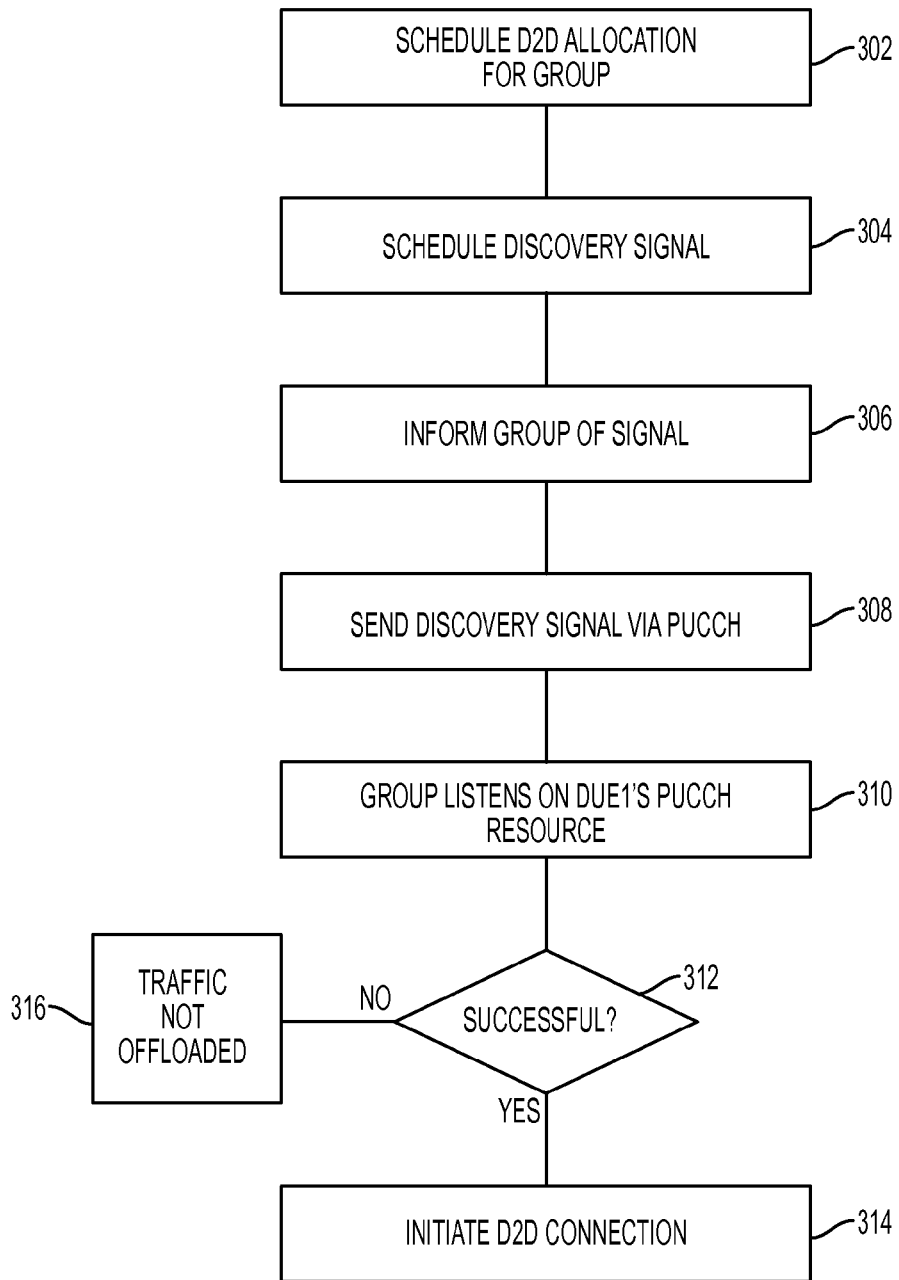 SCHEDULE D2D ALLOCATION
FOR GROUP
302
SCHEDULE DISCOVERY SIGNAL
304
INFORM GROUP OF SIGNAL
306
SEND DISCOVERY SIGNAL VIA PUCCH
308
GROUP LISTENS ON DUE1'S PUCCH
RESOURCE
310
SUCCESSFUL?
312
NO
TRAFFIC
NOT
OFFLOADED
316
YES
INITIATE D2D CONNECTION
314